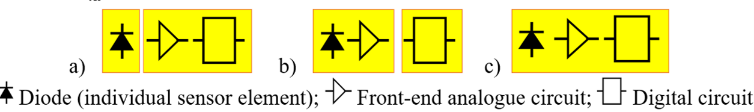 a) b) c)
Diode (individual sensor element); Front-end analogue circuit; Digital circuit